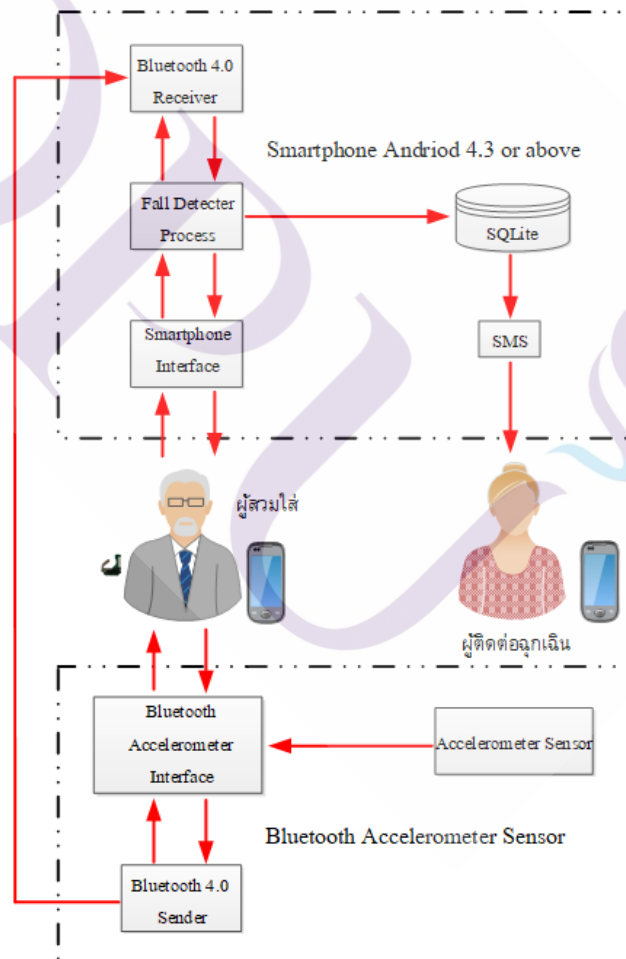 Bluetooth 4.0
Receiver
Smartphone Andriod 4.3 or above
Fall Detecter
Process
SQLite
Smartphone
Interface
SMS
ผู้สวมใส่
ผู้ติดต่อฉุกเฉิน
Bluetooth
Accelerometer
Interface
Accelerometer Sensor
Bluetooth Accelerometer Sensor
Bluetooth 4.0
Sender